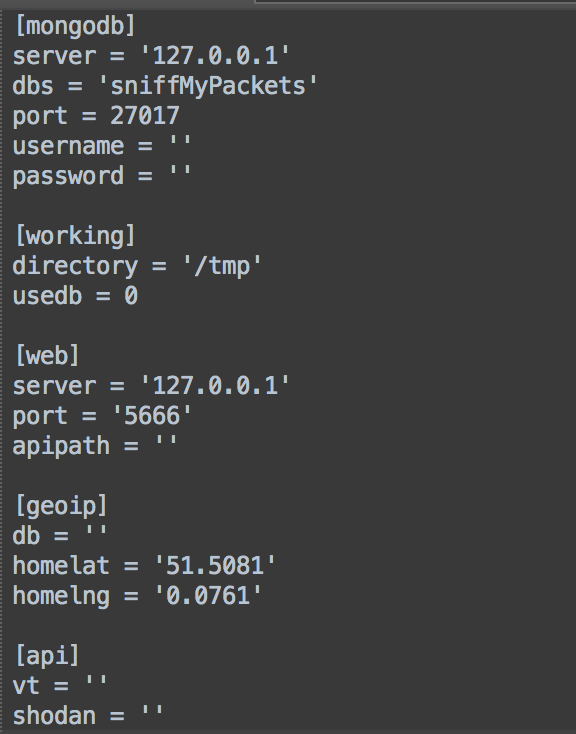 [mongodb]
server = '127.0.0.1'
dbs = 'sniffMyPackets'
port = 27017
username = ''
password = ''

[working]
directory = '/tmp'
usedb = 0

[web]
server = '127.0.0.1'
port = '5666'
apipath = ''

[geoip]
db = ''
homelat = '51.5081'
homelng = '0.0761'

[api]
vt = ''
shodan = ''